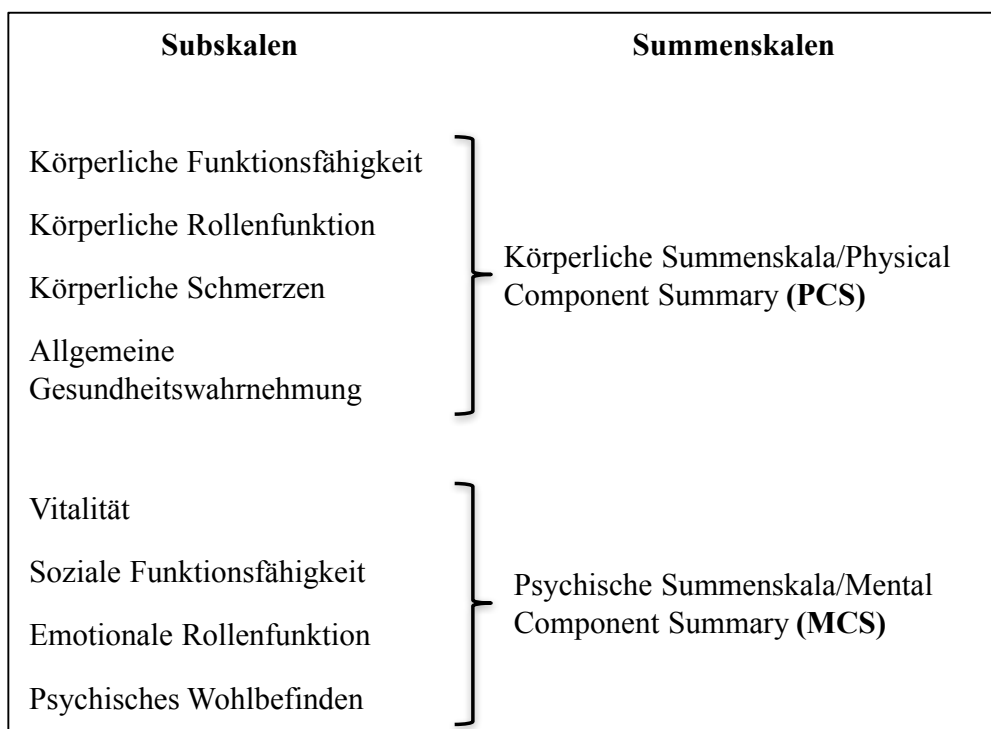 Subskalen
Summenskalen
Körperliche Funktionsfähigkeit
Körperliche Rollenfunktion
Körperliche Schmerzen
Allgemeine
Gesundheitswahrnehmung
Körperliche Summenskala/Physical
Component Summary (PCS)
Vitalität
Soziale Funktionsfähigkeit
Emotionale Rollenfunktion
Psychisches Wohlbefinden
Psychische Summenskala/Mental
Component Summary (MCS)